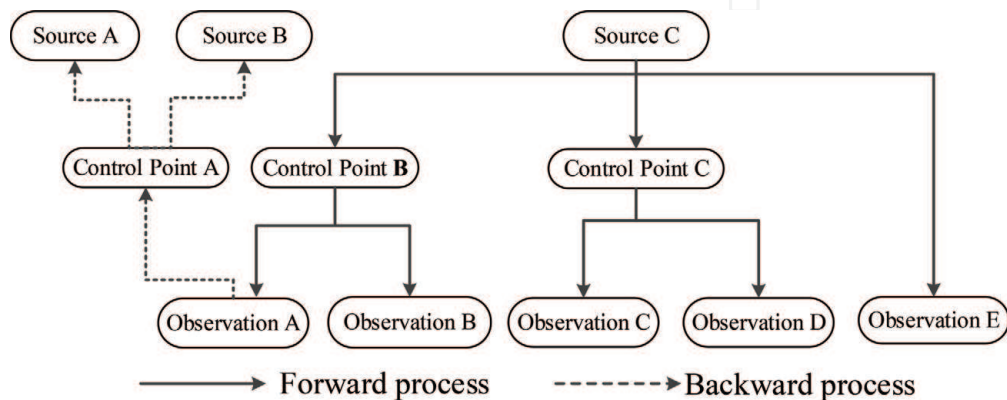 Source A
Source B
Source C
Control Point A
Control Point B
Control Point C
Observation A
Observation B
Observation C
Observation D
Observation E
Forward process
Backward process